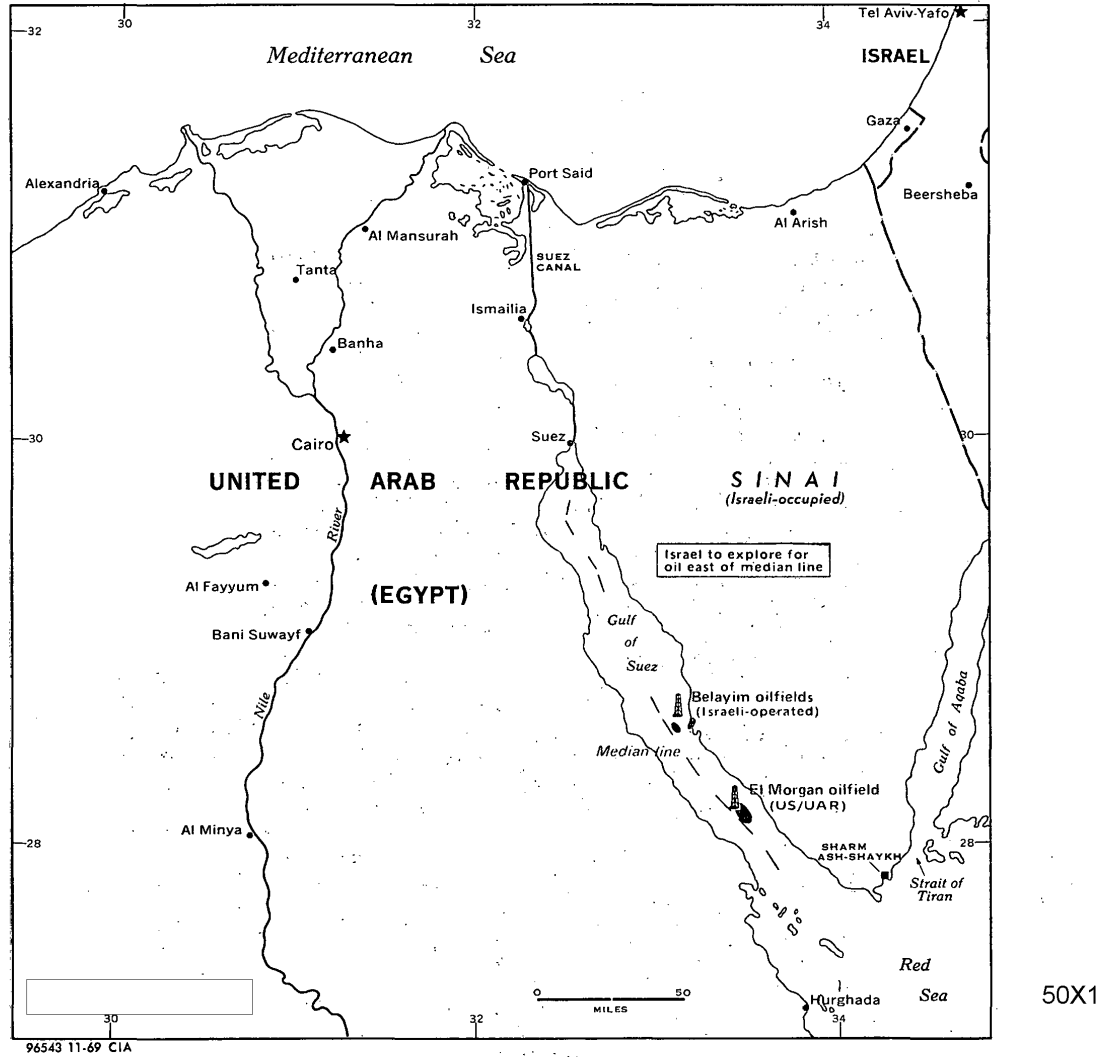 30
32
34
32
Tel Aviv-Yafo
Mediterranean Sea
ISRAEL
Gaza
Port Said
Alexandria
Beersheba
Al Mansurah
Al Arish
SUEZ
CANAL
Tanta
Ismailia
Banha
30
Cairo
Suez
30
UNITED ARAB REPUBLIC
SINAI
(Israeli-occupied)
River
Israel to explore for
oil east of median line
Al Fayyum
(EGYPT)
Bani Suwayf
Gulf
of
Suez
Nile
Belayim oilfields
(Israeli-operated)
Gulf of Aqaba
Median line
El Morgan oilfield
(US/UAR)
Al Minya
28
SHARM
ASH-SHAYKH
28
Strait of
Tiran
Red
Sea
0 50
MILES
Hurghada
50X1
30
32
34
96543 11-69 CIA